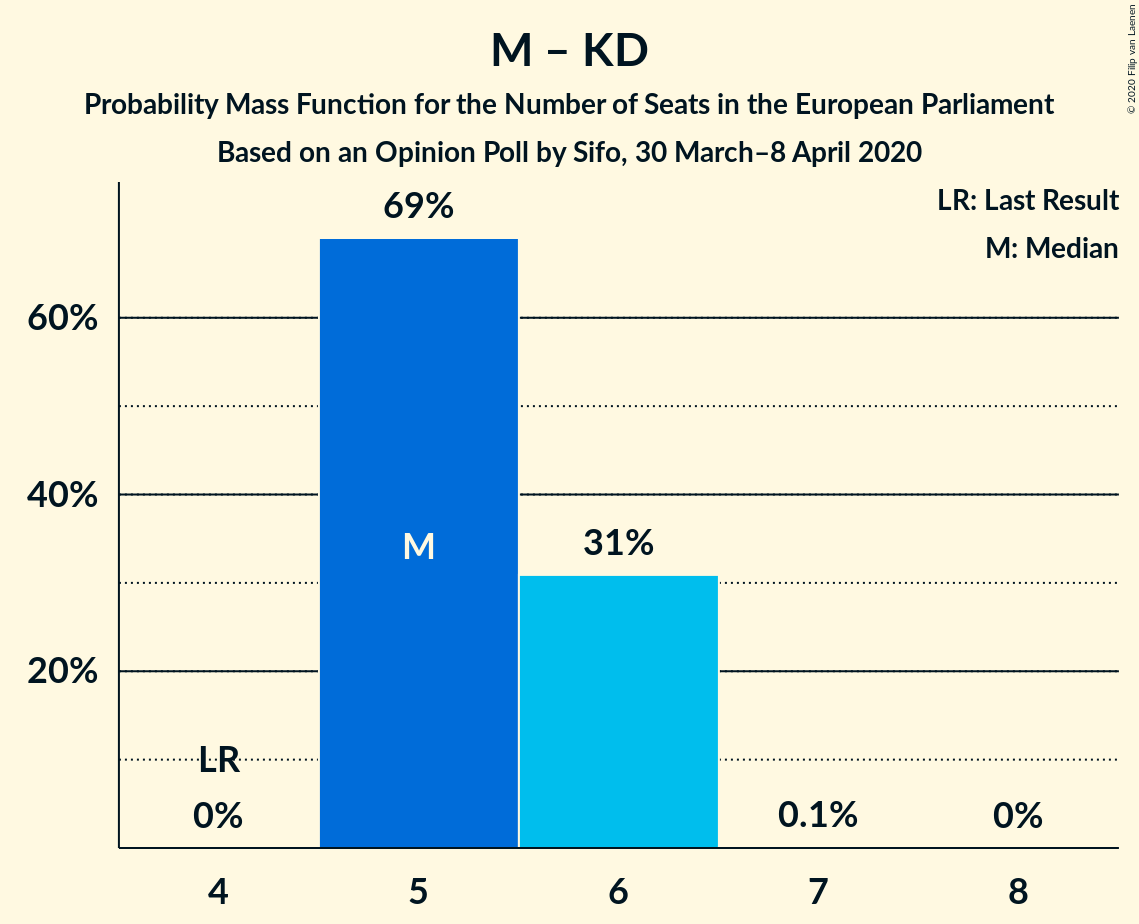 M – KD
Probability Mass Function for the Number of Seats in the European Parliament
Based on an Opinion Poll by Sifo, 30 March–8 April 2020
© 2020 Filip van Laenen
LR: Last Result
M: Median
69%
60%
31%
40%
M
20%
LR
0%
0.1%
0%
4
5
6
7
8